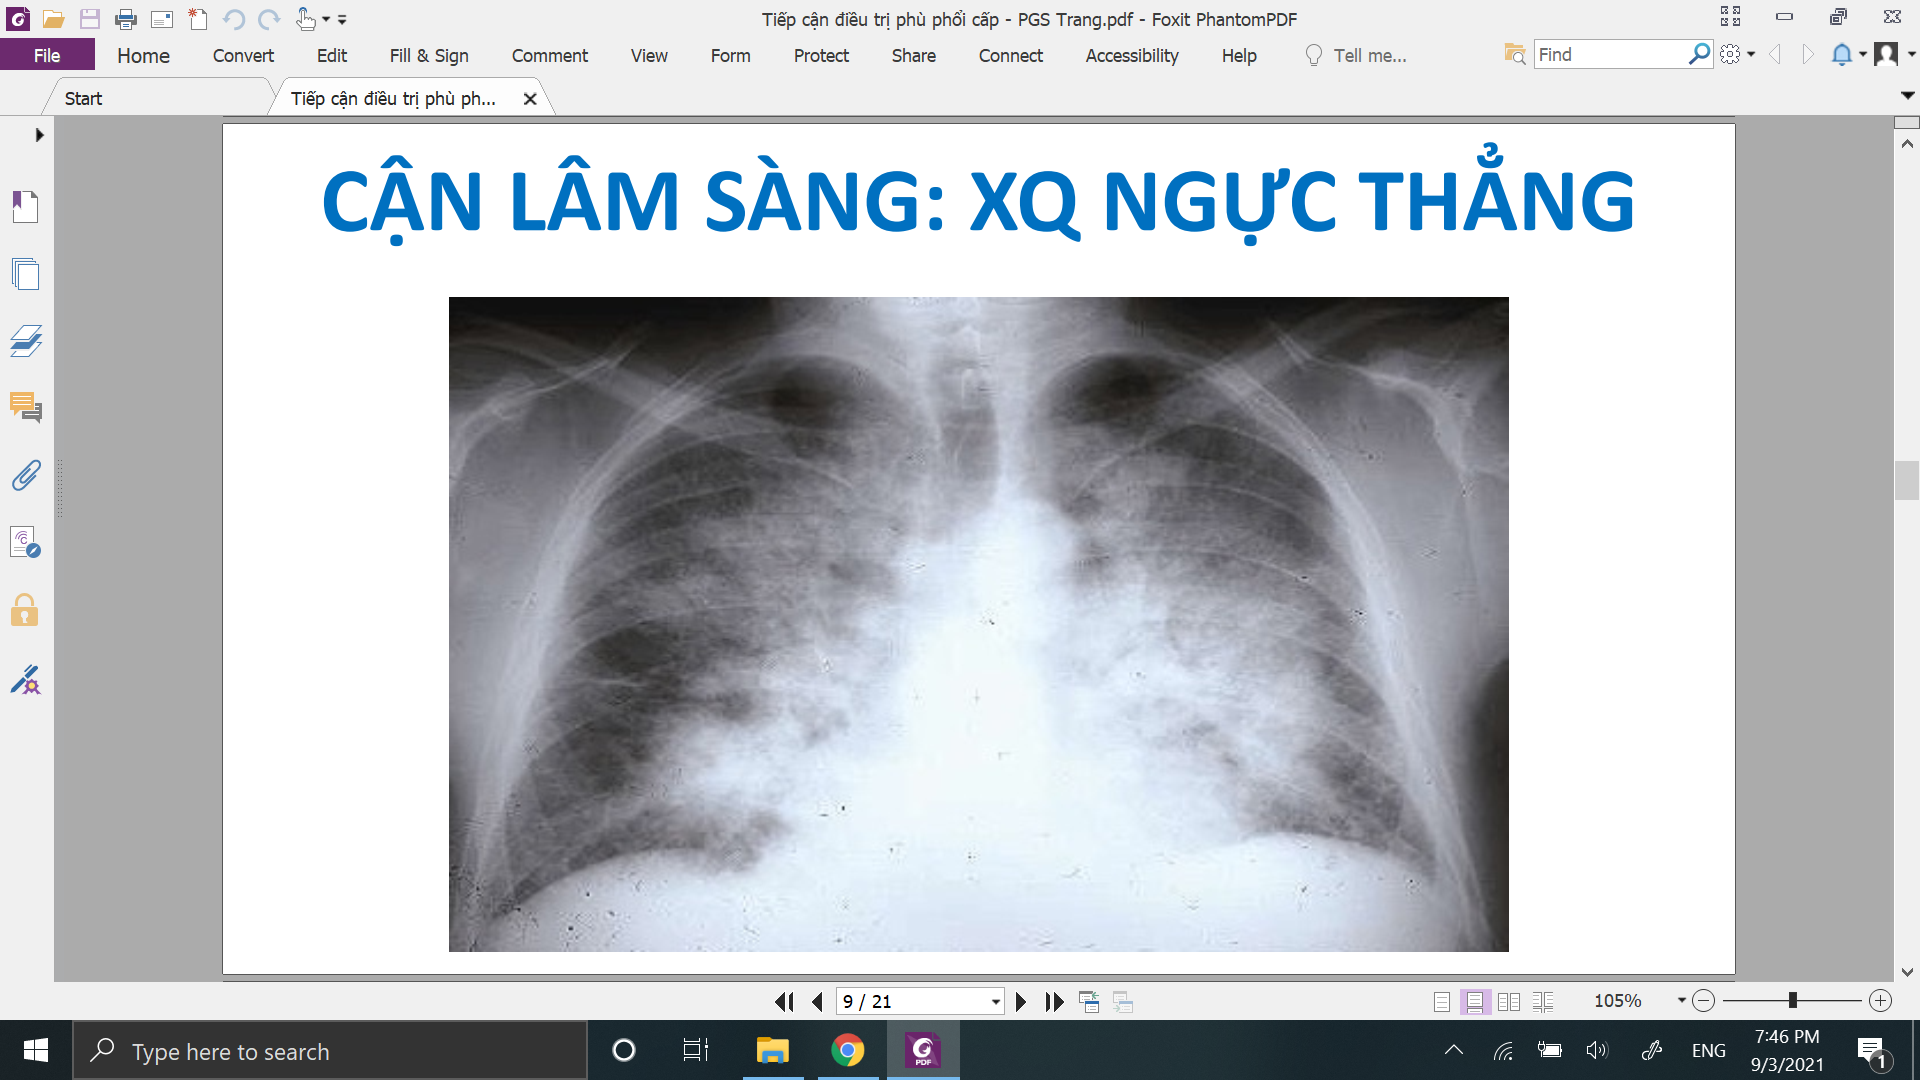 Tiếp cận điều trị phù phổi cấp - PGS Trang.pdf - Foxit PhantomPDF
File Home Convert Edit Fill & Sign Comment View Form Protect Share Connect Accessibility Help Tell me... Find
Start Tiếp cận điều trị phù ph...
CẬN LÂM SÀNG: XQ NGỰC THẲNG
9 / 21 105%
Type here to search PDF ENG 7:46 PM
9/3/2021 1